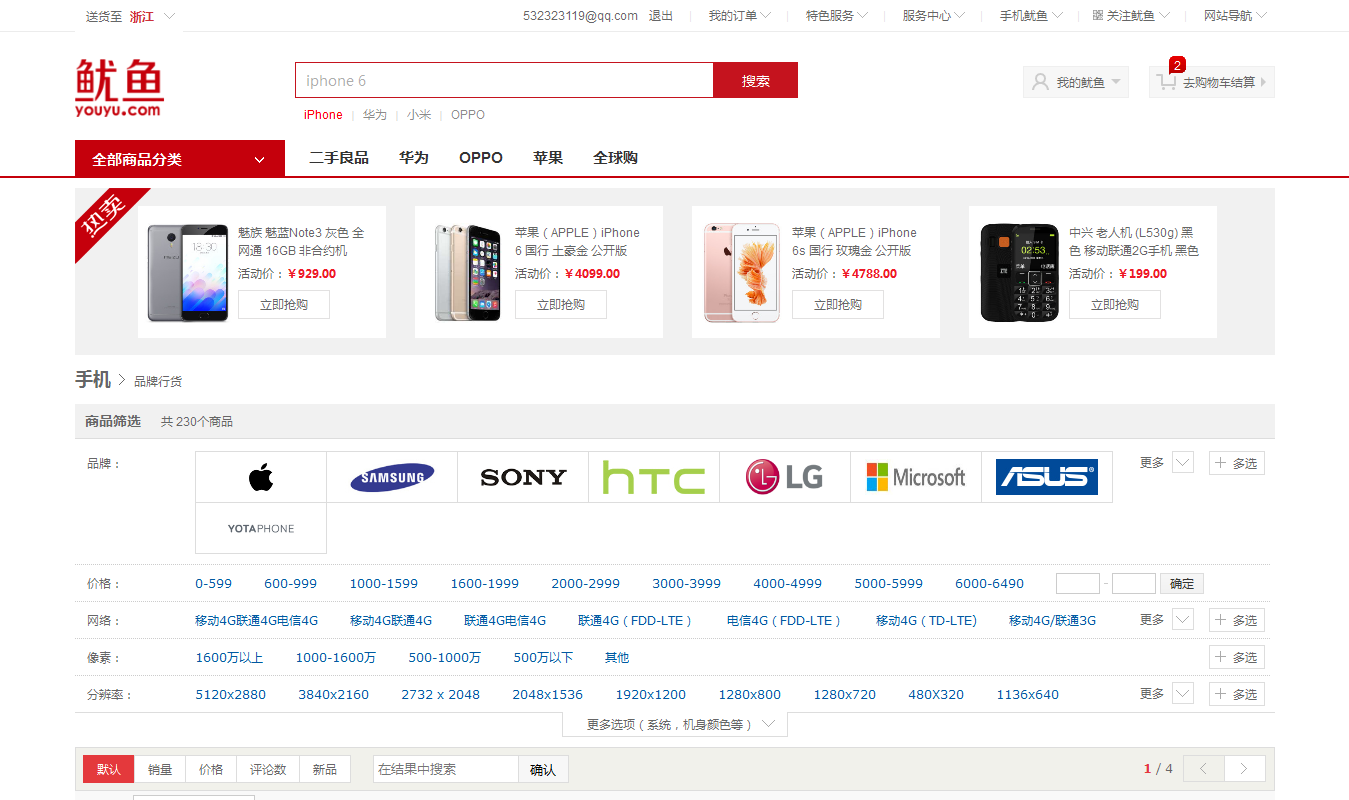 送货至 浙江
532323119@qq.com 退出 我的订单 特色服务 服务中心 手机鱿鱼 关注鱿鱼 网站导航
鱿鱼
youyu.com
iphone 6 搜索
我的鱿鱼
2
去购物车结算
iPhone | 华为 | 小米 | OPPO
全部商品分类 二手良品 华为 OPPO 苹果 全球购
热卖
魅族 魅蓝Note3 灰色 全
网通 16GB 非合约机
活动价：￥929.00
立即抢购
苹果（APPLE）iPhone
6 国行 土豪金 公开版
活动价：￥4099.00
立即抢购
苹果（APPLE）iPhone
6s 国行 玫瑰金 公开版
活动价：￥4788.00
立即抢购
中兴 老人机 (L530g) 黑
色 移动联通2G手机 黑色
活动价：￥199.00
立即抢购
手机 > 品牌行货
商品筛选 共 230个商品
品牌： SAMSUNG SONY hTC LG Microsoft ASUS 更多 + 多选
YOTAPHONE
价格： 0-599 600-999 1000-1599 1600-1999 2000-2999 3000-3999 4000-4999 5000-5999 6000-6490 - 确定
网络： 移动4G联通4G电信4G 移动4G联通4G 联通4G电信4G 联通4G（FDD-LTE） 电信4G（FDD-LTE） 移动4G（TD-LTE) 移动4G/联通3G 更多 + 多选
像素： 1600万以上 1000-1600万 500-1000万 500万以下 其他 + 多选
分辨率： 5120x2880 3840x2160 2732 x 2048 2048x1536 1920x1200 1280x800 1280x720 480X320 1136x640 更多 + 多选
更多选项（系统，机身颜色等）
默认 销量 价格 评论数 新品 在结果中搜索 确认 1 / 4